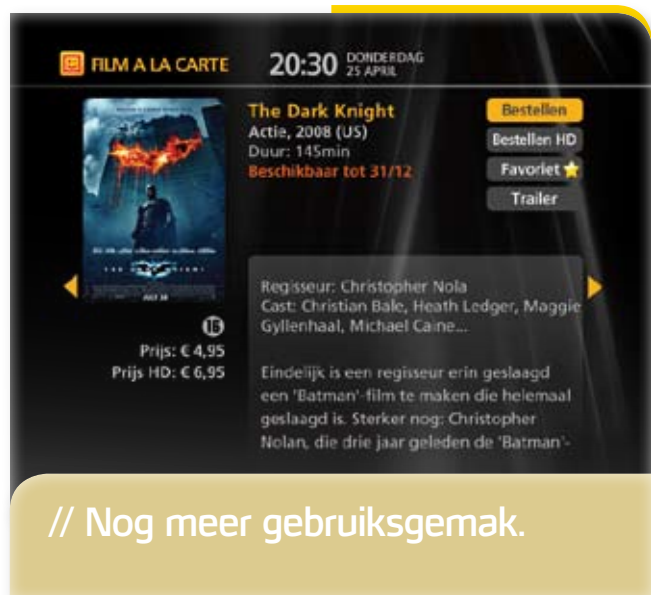 FILM A LA CARTE
20:30 DONDERDAG
25 APRIL
The Dark Knight
Actie, 2008 (US)
Duur: 145min
Beschikbaar tot 31/12
Bestellen
Bestellen HD
Favoriet
Trailer
JULY 18
16
Prijs: € 4,95
Prijs HD: € 6,95
Regisseur: Christopher Nola
Cast: Christian Bale, Heath Ledger, Maggie
Gyllenhaal, Michael Caine...
Eindelijk is een regisseur erin geslaagd
een 'Batman'-film te maken die helemaal
geslaagd is. Sterker nog: Christopher
Nolan, die drie jaar geleden de 'Batman'-
// Nog meer gebruiksgemak.